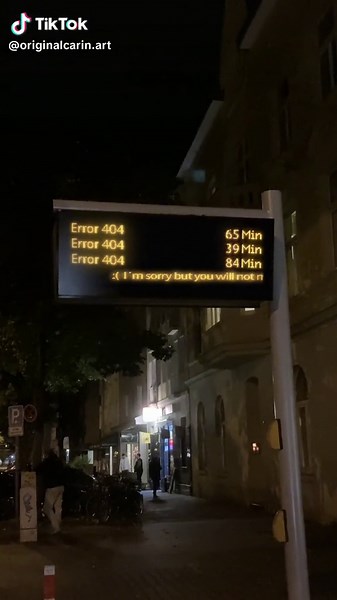 TikTok
@originalcarin.art
Error 404 65 Min
Error 404 39 Min
Error 404 84 Min
:( I´m sorry but you will not
P